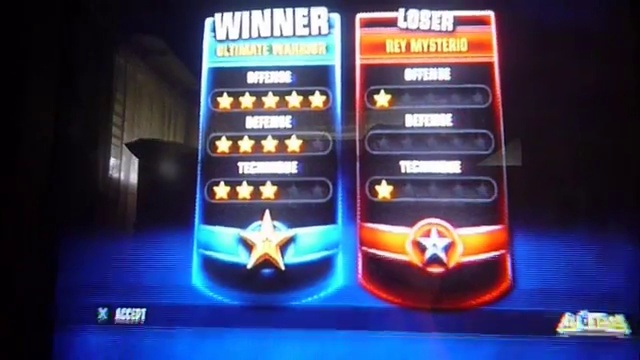 WINNER
ULTIMATE WARRIOR
OFFENSE
DEFENSE
TECHNIQUE
LOSER
REY MYSTERIO
OFFENSE
DEFENSE
TECHNIQUE
ACCEPT